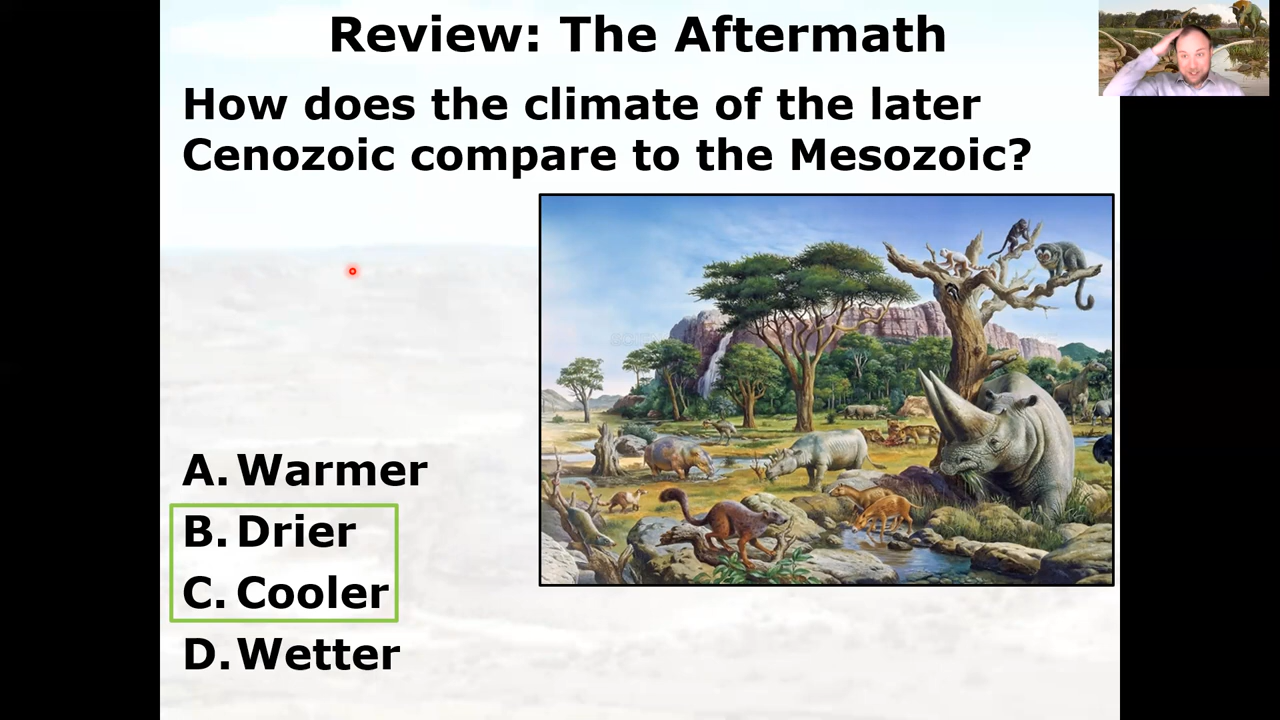 Review: The Aftermath
How does the climate of the later
Cenozoic compare to the Mesozoic?
A. Warmer
B. Drier
C. Cooler
D. Wetter